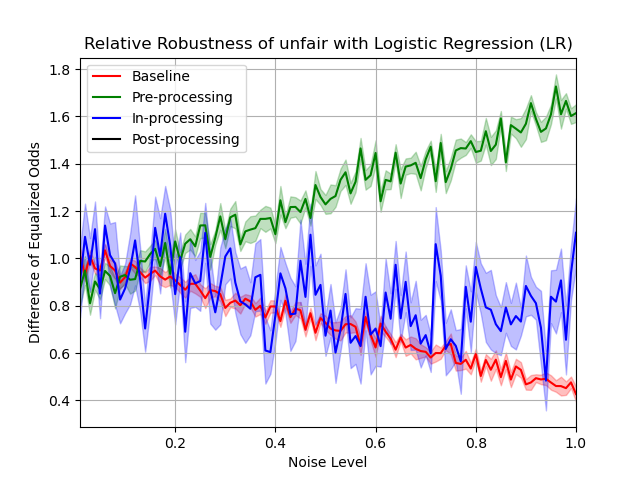 Relative Robustness of unfair with Logistic Regression (LR)
Baseline
Pre-processing
In-processing
Post-processing
Difference of Equalized Odds
1.8
1.6
1.4
1.2
1.0
0.8
0.6
0.4
0.2 0.4 0.6 0.8 1.0
Noise Level